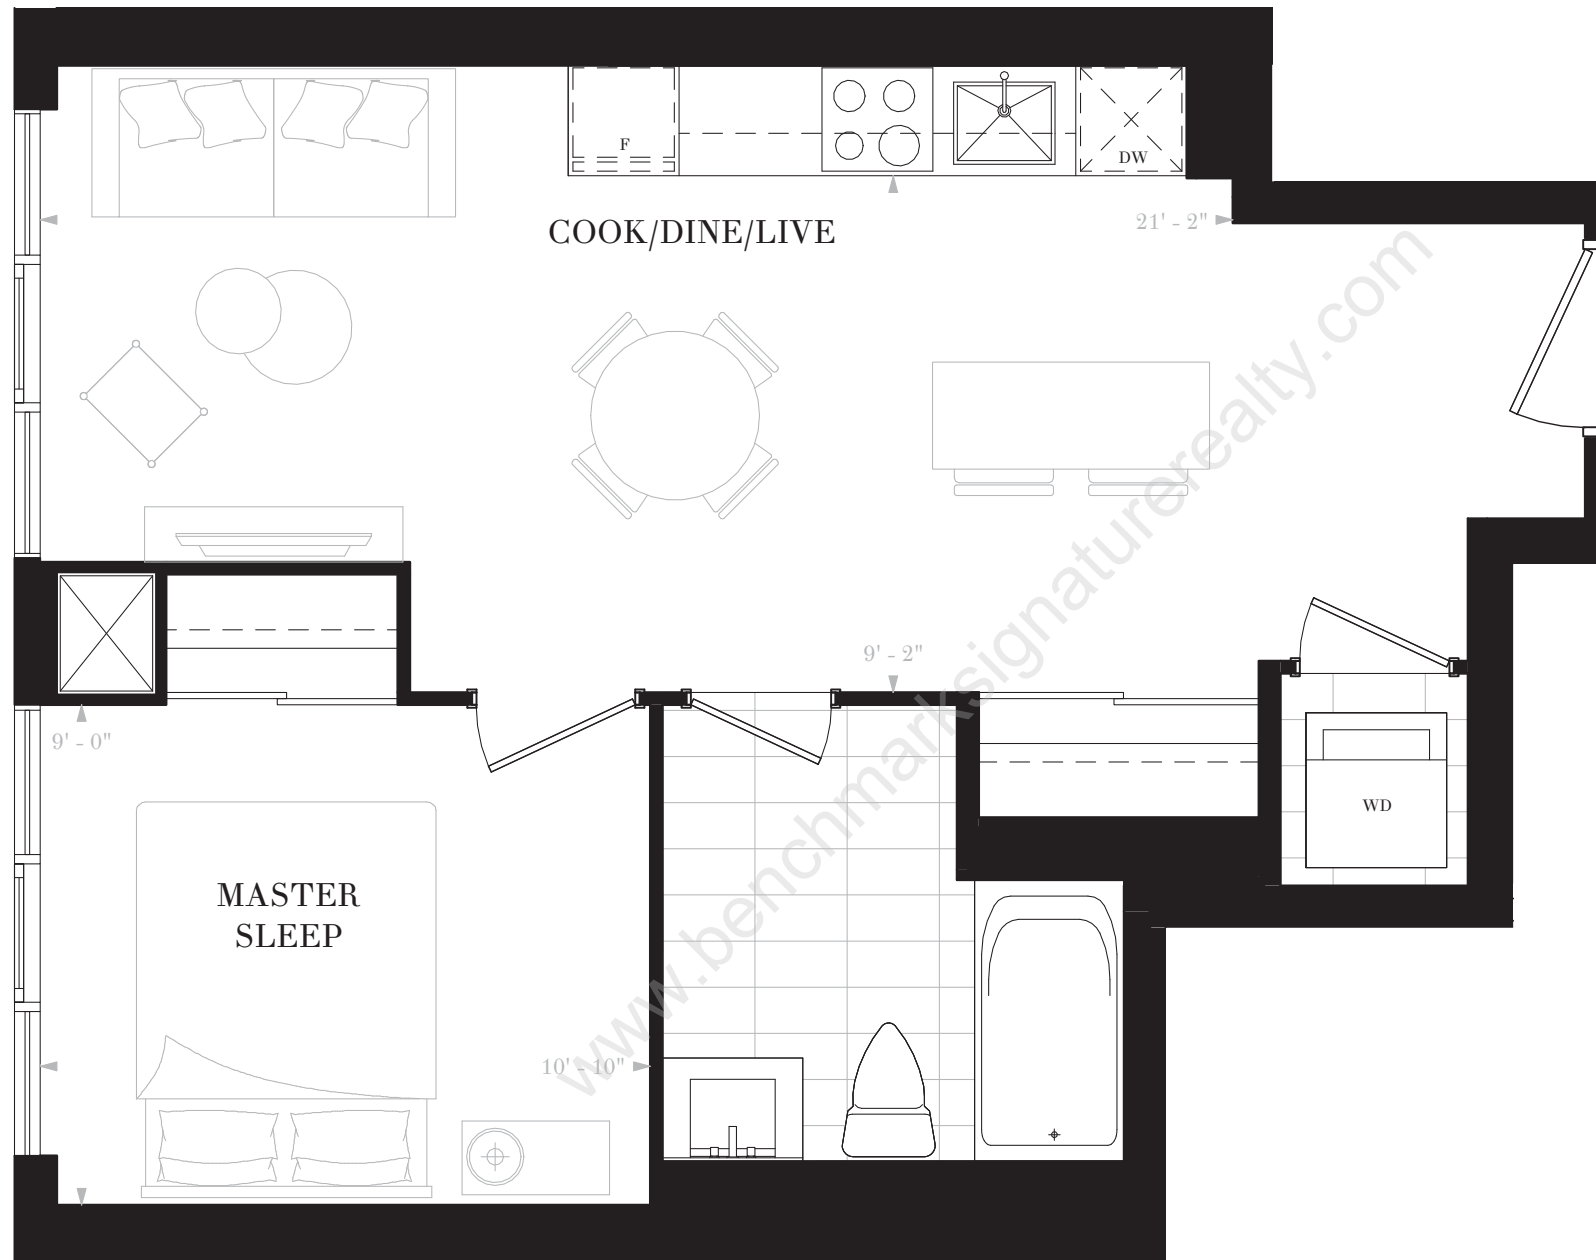 F
DW
COOK/DINE/LIVE
21' - 2"
9' - 2"
9' - 0"
WD
MASTER
SLEEP
10' - 10"
www.benchmarksignaturerealty.com